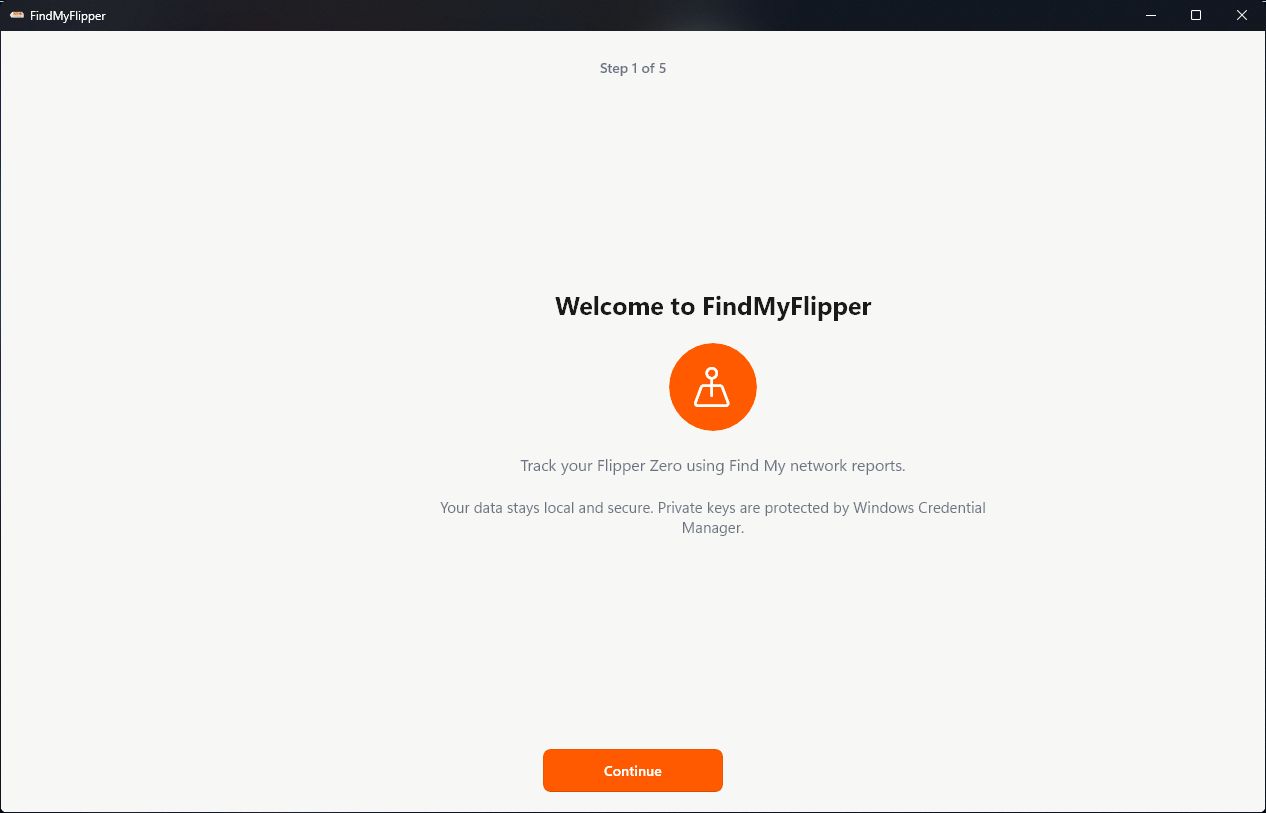 FindMyFlipper
Step 1 of 5
Welcome to FindMyFlipper
Track your Flipper Zero using Find My network reports.
Your data stays local and secure. Private keys are protected by Windows Credential
Manager.
Continue